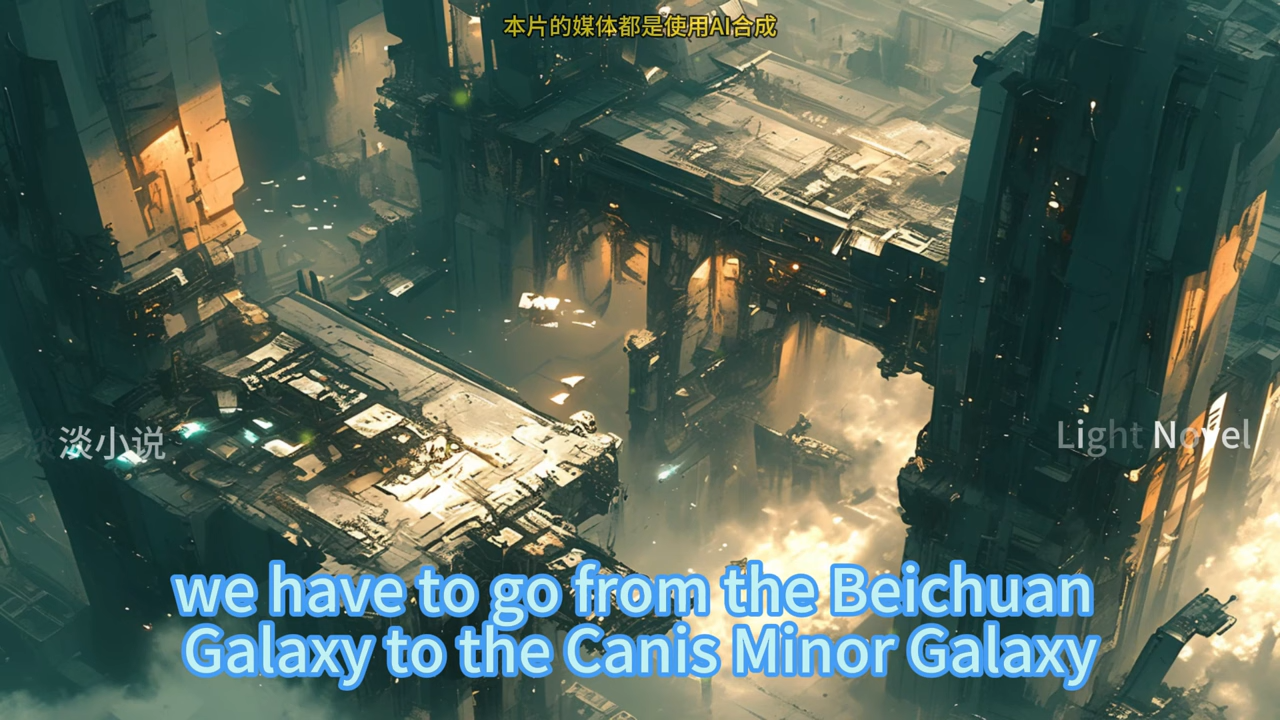 本片的媒体都是使用AI合成
淡淡小说
Light Novel
we have to go from the Beichuan
Galaxy to the Canis Minor Galaxy